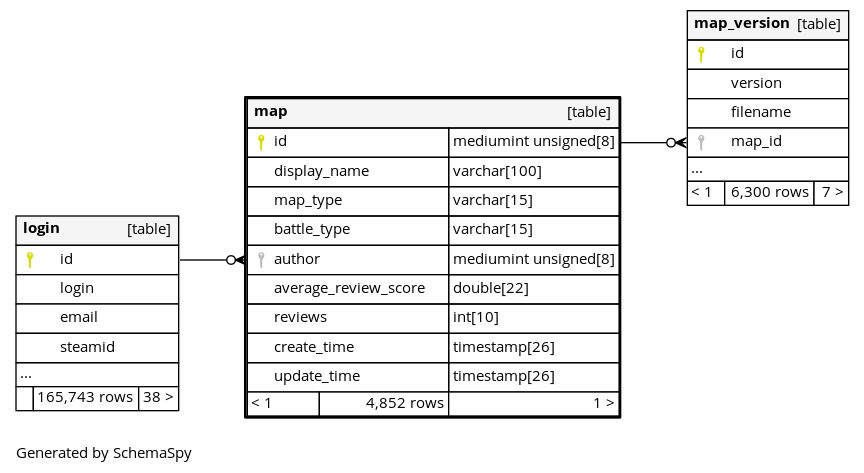 map_version [table]
id
version
filename
map_id
...
< 1 6,300 rows 7 >
map [table]
id mediumint unsigned[8]
display_name varchar[100]
map_type varchar[15]
battle_type varchar[15]
author mediumint unsigned[8]
average_review_score double[22]
reviews int[10]
create_time timestamp[26]
update_time timestamp[26]
< 1 4,852 rows 1 >
login [table]
id
login
email
steamid
...
165,743 rows 38 >
Generated by SchemaSpy